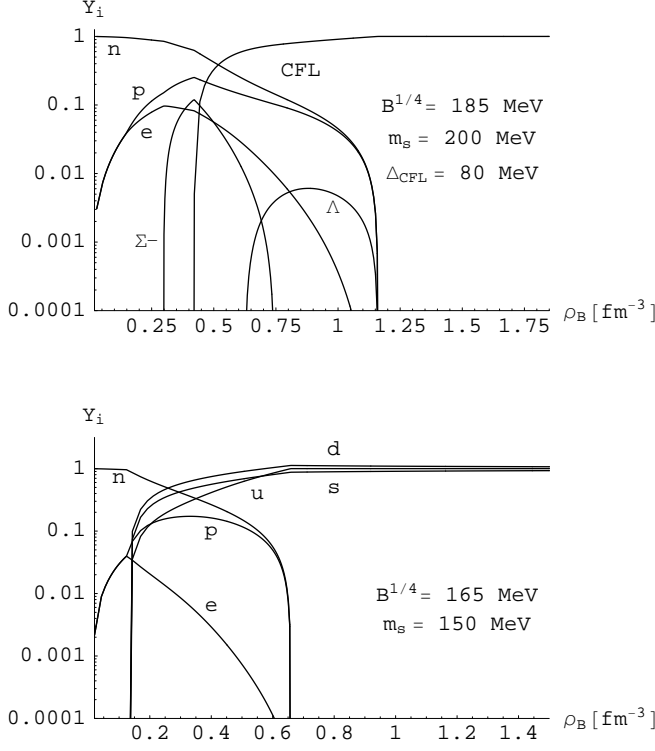 Y_i
1
n
CFL
p
0.1
B^{1/4} = 185 MeV
e
m_s = 200 MeV
0.01
Δ_CFL = 80 MeV
Λ
0.001
Σ−
0.0001
0.25 0.5 0.75 1 1.25 1.5 1.75 ρ_B [fm^{-3}]
Y_i
d
1
n
u s
0.1
p
0.01
B^{1/4} = 165 MeV
e
m_s = 150 MeV
0.001
0.0001
0.2 0.4 0.6 0.8 1 1.2 1.4 ρ_B [fm^{-3}]